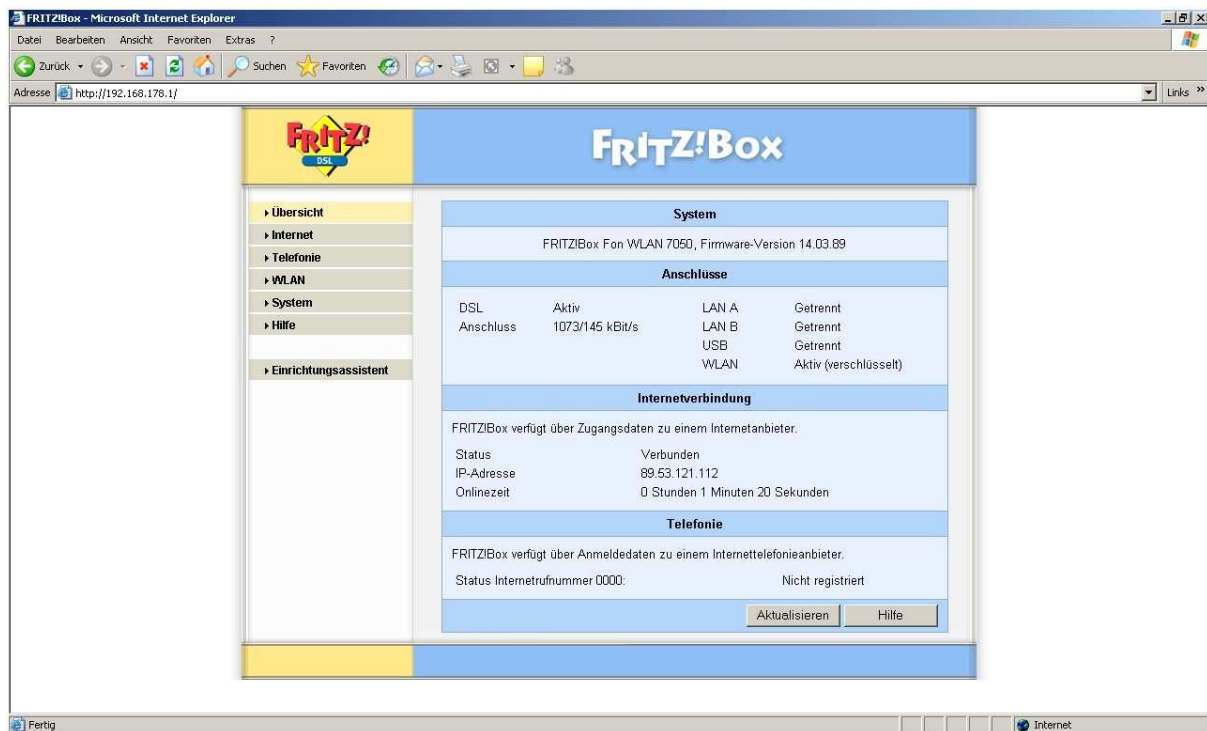 FRITZ!Box - Microsoft Internet Explorer
Datei Bearbeiten Ansicht Favoriten Extras ?
Zurück Suchen Favoriten
Adresse http://192.168.178.1/ Links »
FRITZ! DSL
FRITZ!Box
Übersicht
Internet
Telefonie
WLAN
System
Hilfe
Einrichtungsassistent
System
FRITZ!Box Fon WLAN 7050, Firmware-Version 14.03.89
Anschlüsse
DSL Aktiv LAN A Getrennt
Anschluss 1073/145 kBit/s LAN B Getrennt
USB Getrennt
WLAN Aktiv (verschlüsselt)
Internetverbindung
FRITZ!Box verfügt über Zugangsdaten zu einem Internetanbieter.
Status Verbunden
IP-Adresse 89.53.121.112
Onlinezeit 0 Stunden 1 Minuten 20 Sekunden
Telefonie
FRITZ!Box verfügt über Anmeldedaten zu einem Internettelefonieanbieter.
Status Internetrufnummer 0000: Nicht registriert
Aktualisieren Hilfe
Fertig Internet